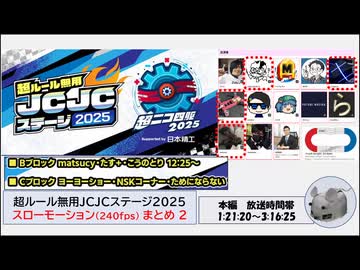 超ルール無用
JCJC
ステージ2025
超ニコ四駆
2025
Supported by 日本精工
■ Bブロック matsucy・たす+・こうのとり 12:25～
■ Cブロック ヨーヨーショー・NSKコーナー・ためにならない
超ルール無用JCJCステージ2025
スローモーション(240fps) まとめ 2
本編 放送時間帯
1:21:20～3:16:25